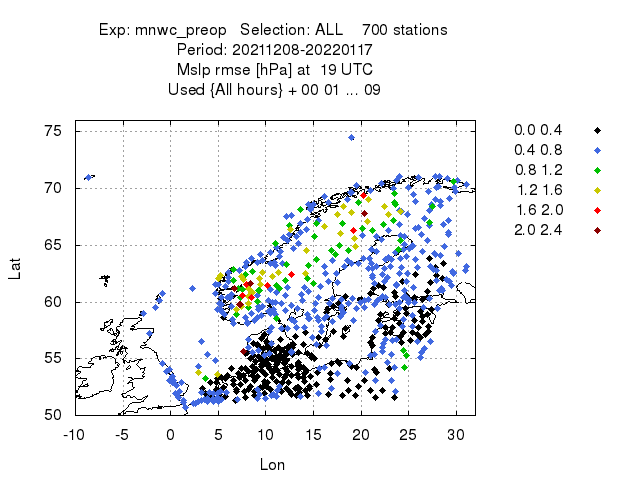 Exp: mnwc_preop   Selection: ALL    700 stations
Period: 20211208-20220117
Mslp rmse [hPa] at  19 UTC
Used {All hours} + 00 01 ... 09
0.0 0.4
0.4 0.8
0.8 1.2
1.2 1.6
1.6 2.0
2.0 2.4
Lat
75
70
65
60
55
50
-10 -5 0 5 10 15 20 25 30
Lon